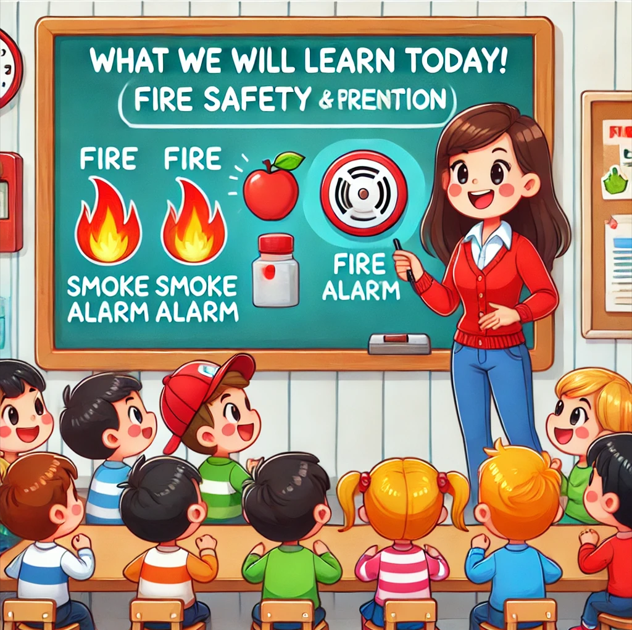 WHAT WE WILL LEARN TODAY!
FIRE SAFETY & PRENTION
FIRE FIRE
SMOKE SMOKE
ALARM ALARM
FIRE
ALARM